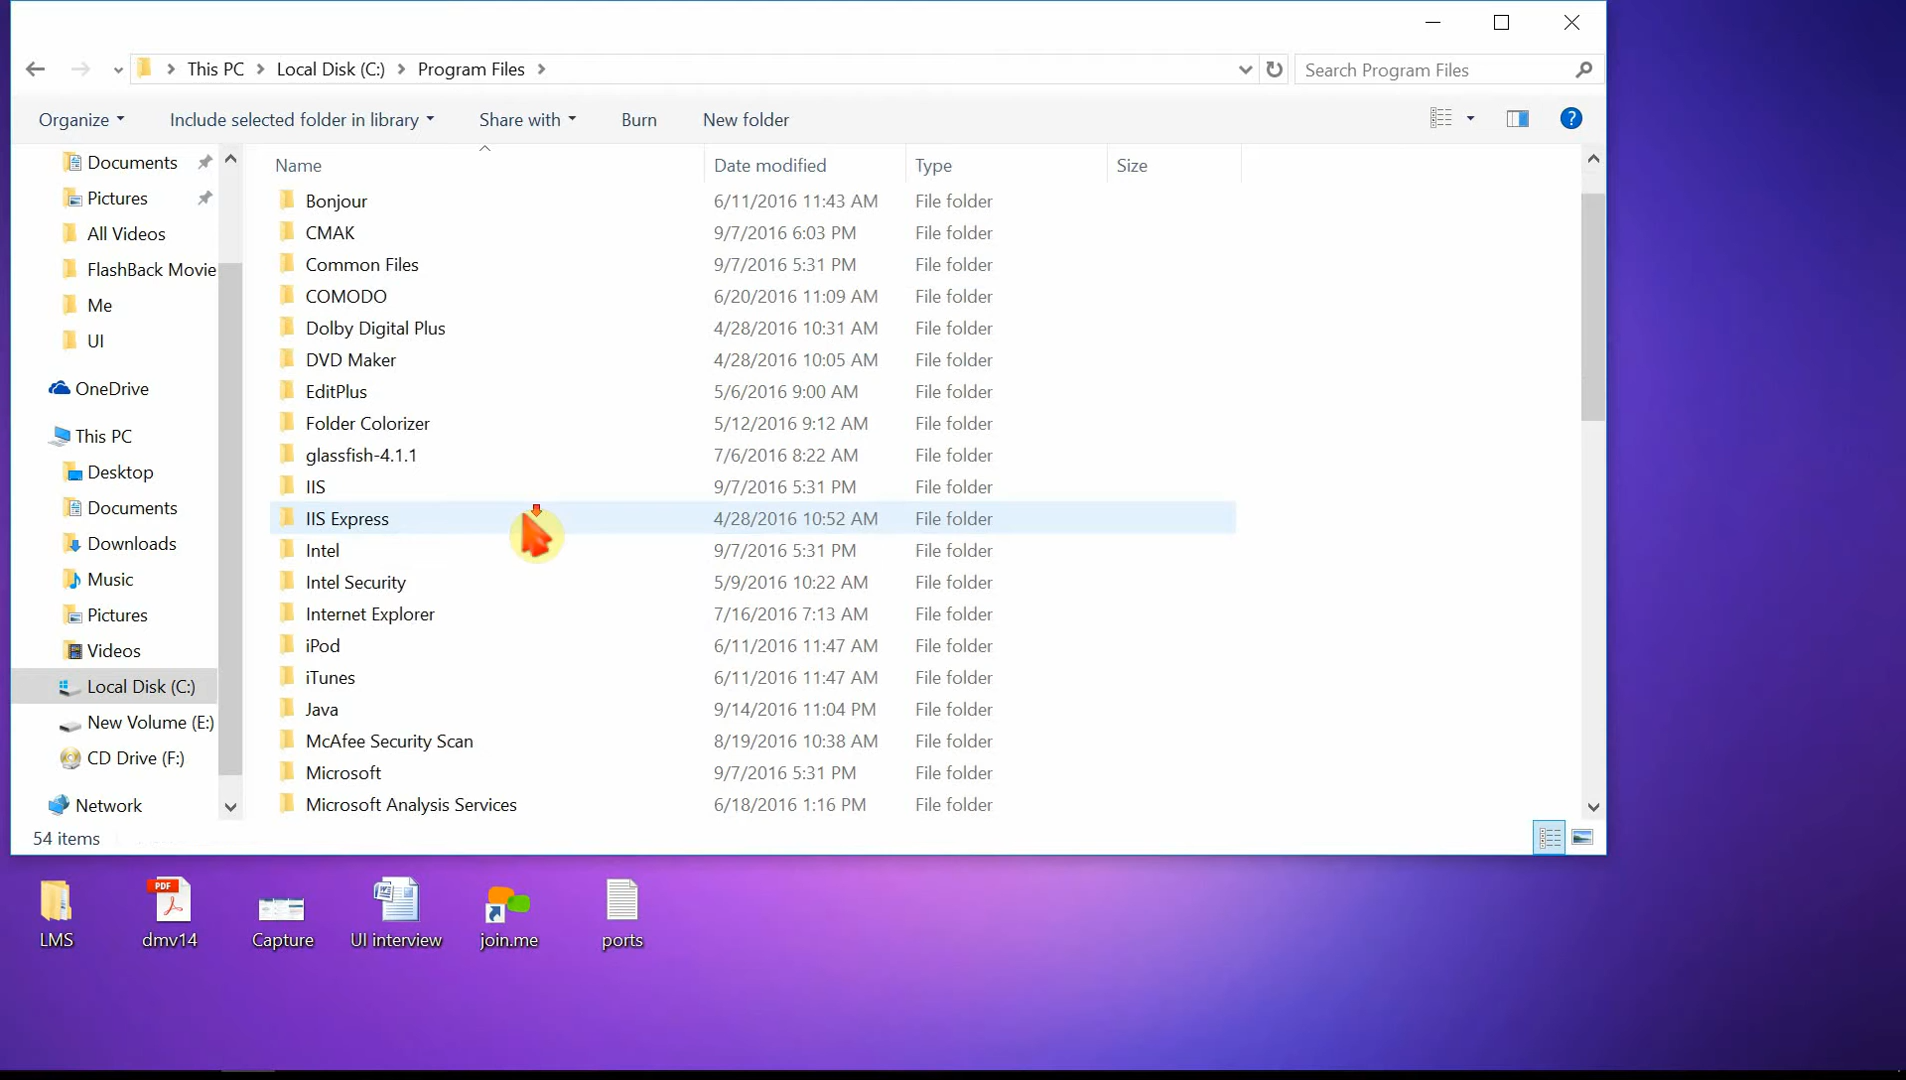 This PC > Local Disk (C:) > Program Files >
Search Program Files
Organize
Include selected folder in library
Share with
Burn
New folder
Documents
Pictures
All Videos
FlashBack Movie
Me
UI
OneDrive
This PC
Desktop
Documents
Downloads
Music
Pictures
Videos
Local Disk (C:)
New Volume (E:)
CD Drive (F:)
Network
Name Date modified Type Size
Bonjour 6/11/2016 11:43 AM File folder
CMAK 9/7/2016 6:03 PM File folder
Common Files 9/7/2016 5:31 PM File folder
COMODO 6/20/2016 11:09 AM File folder
Dolby Digital Plus 4/28/2016 10:31 AM File folder
DVD Maker 4/28/2016 10:05 AM File folder
EditPlus 5/6/2016 9:00 AM File folder
Folder Colorizer 5/12/2016 9:12 AM File folder
glassfish-4.1.1 7/6/2016 8:22 AM File folder
IIS 9/7/2016 5:31 PM File folder
IIS Express 4/28/2016 10:52 AM File folder
Intel 9/7/2016 5:31 PM File folder
Intel Security 5/9/2016 10:22 AM File folder
Internet Explorer 7/16/2016 7:13 AM File folder
iPod 6/11/2016 11:47 AM File folder
iTunes 6/11/2016 11:47 AM File folder
Java 9/14/2016 11:04 PM File folder
McAfee Security Scan 8/19/2016 10:38 AM File folder
Microsoft 9/7/2016 5:31 PM File folder
Microsoft Analysis Services 6/18/2016 1:16 PM File folder
54 items
PDF
LMS
dmv14
Capture
UI interview
join.me
ports